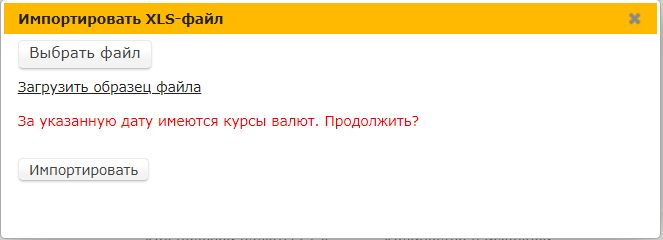 Импортировать XLS-файл
Выбрать файл
Загрузить образец файла
За указанную дату имеются курсы валют. Продолжить?
Импортировать